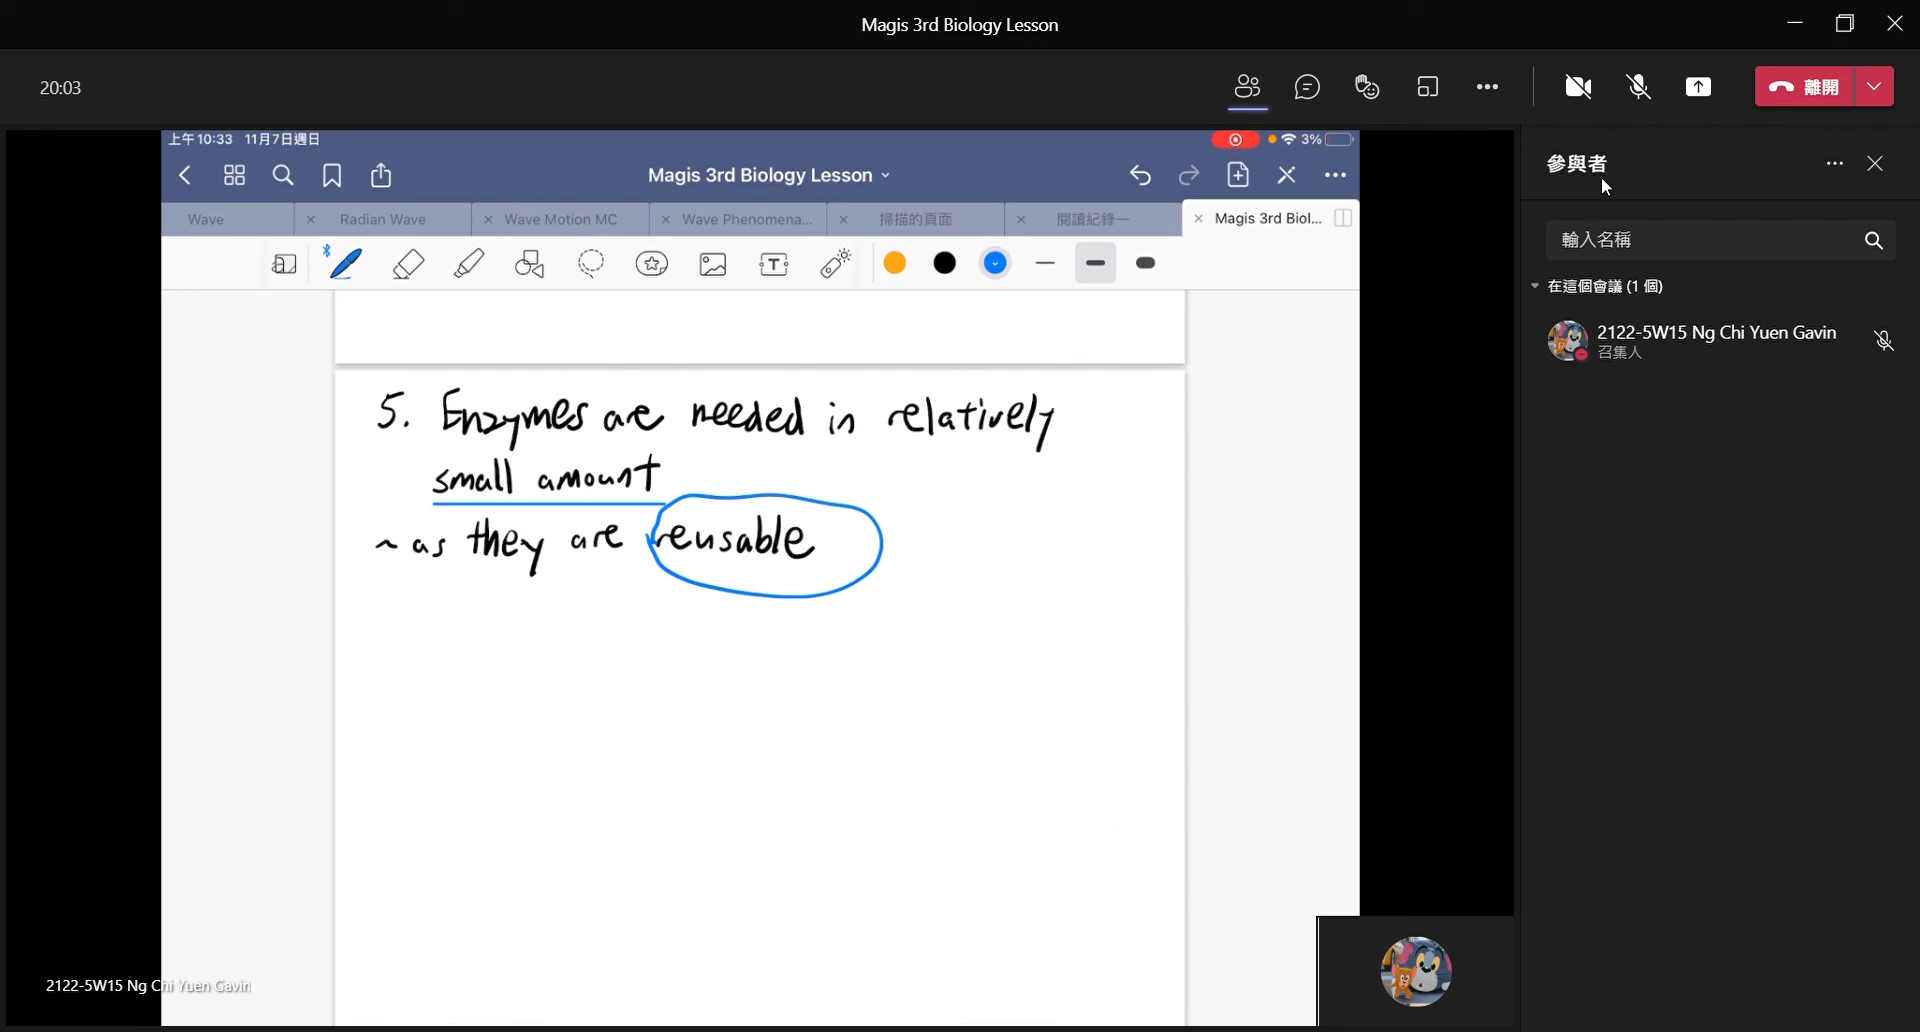 Magis 3rd Biology Lesson
20:03
離開
上午10:33 11月7日週日
3%
Magis 3rd Biology Lesson
Wave
Radian Wave
Wave Motion MC
Wave Phenomena...
掃描的頁面
閱讀紀錄一
Magis 3rd Biol...
5. Enzymes are needed in relatively
small amount
~ as they are reusable
參與者
輸入名稱
在這個會議 (1 個)
2122-5W15 Ng Chi Yuen Gavin
召集人
2122-5W15 Ng Chi Yuen Gavin